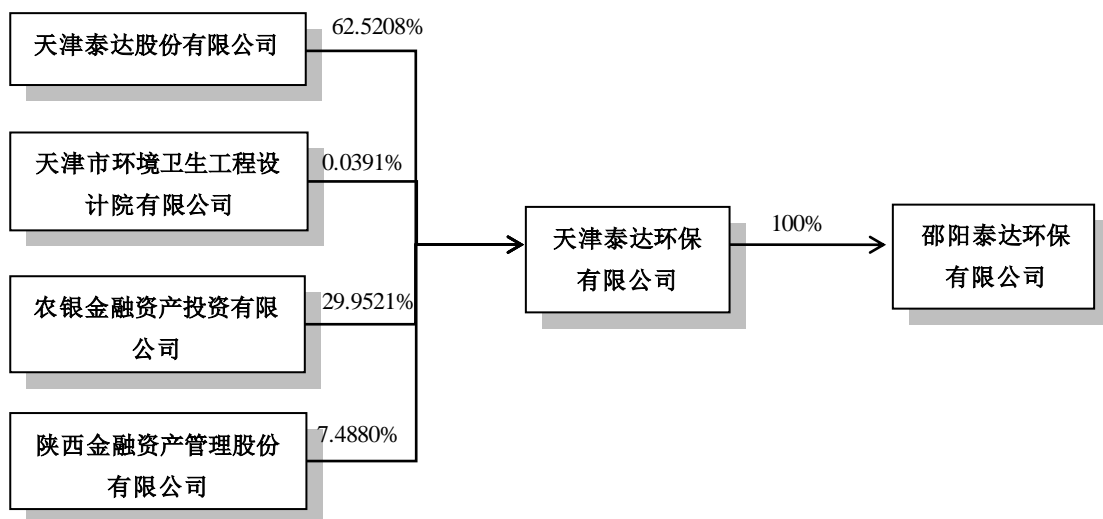 天津泰达股份有限公司
62.5208%
天津市环境卫生工程设
计院有限公司
0.0391%
农银金融资产投资有限
公司
29.9521%
陕西金融资产管理股份
有限公司
7.4880%
天津泰达环保
有限公司
100%
邵阳泰达环保
有限公司